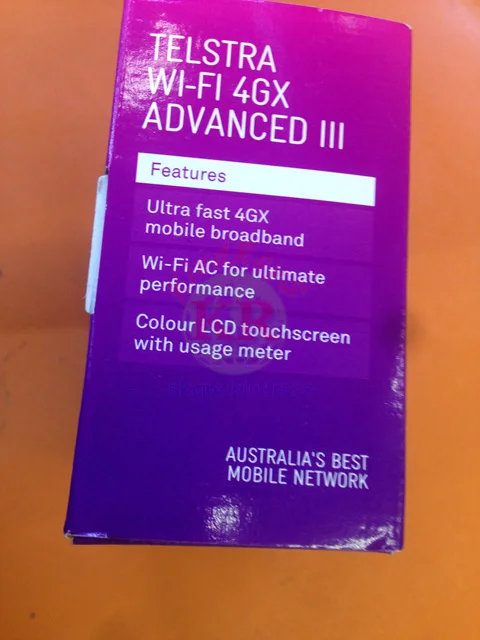 TELSTRA
WI-FI 4GX
ADVANCED III
Features
Ultra fast 4GX
mobile broadband
Wi-Fi AC for ultimate
performance
Colour LCD touchscreen
with usage meter
AUSTRALIA'S BEST
MOBILE NETWORK